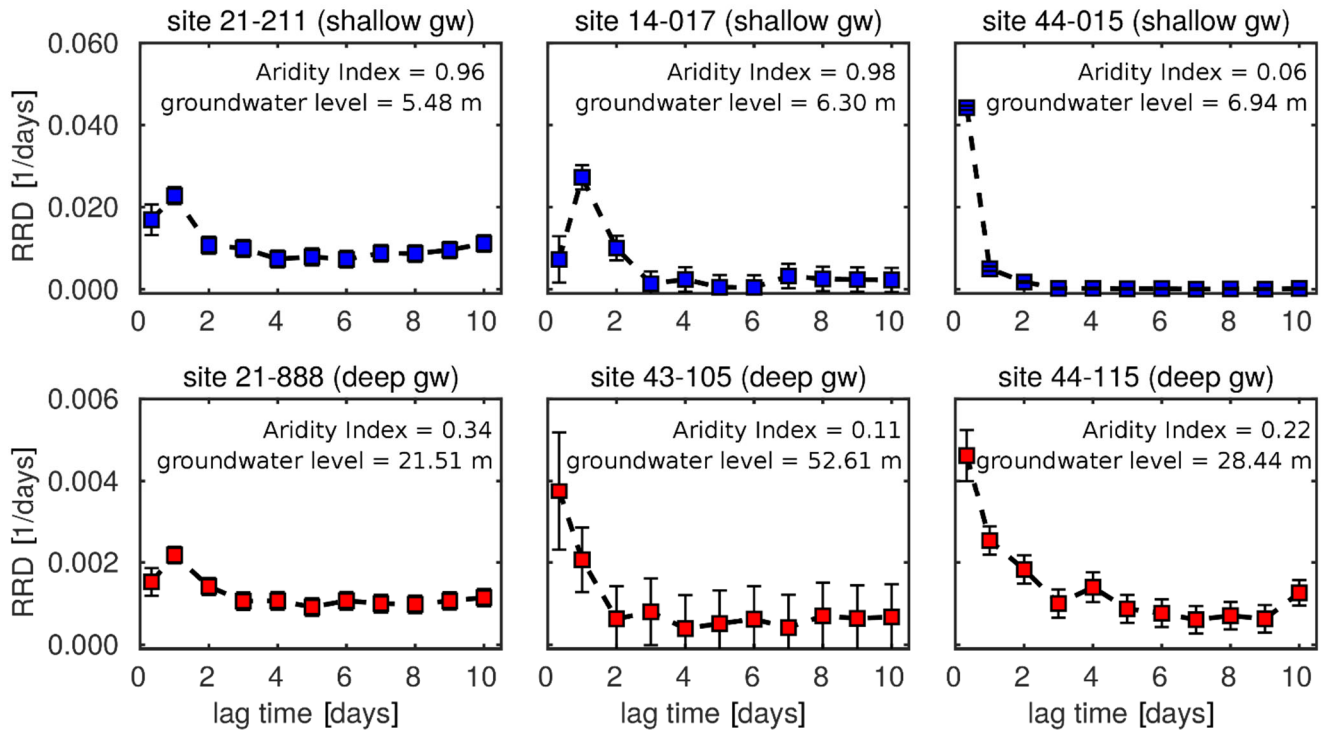 site 21-211 (shallow gw)
site 14-017 (shallow gw)
site 44-015 (shallow gw)
RRD [1/days]
0.060
0.040
0.020
0.000
Aridity Index = 0.96
groundwater level = 5.48 m
Aridity Index = 0.98
groundwater level = 6.30 m
Aridity Index = 0.06
groundwater level = 6.94 m
0 2 4 6 8 10
0 2 4 6 8 10
0 2 4 6 8 10
site 21-888 (deep gw)
site 43-105 (deep gw)
site 44-115 (deep gw)
RRD [1/days]
0.006
0.004
0.002
0.000
Aridity Index = 0.34
groundwater level = 21.51 m
Aridity Index = 0.11
groundwater level = 52.61 m
Aridity Index = 0.22
groundwater level = 28.44 m
0 2 4 6 8 10
0 2 4 6 8 10
0 2 4 6 8 10
lag time [days]
lag time [days]
lag time [days]